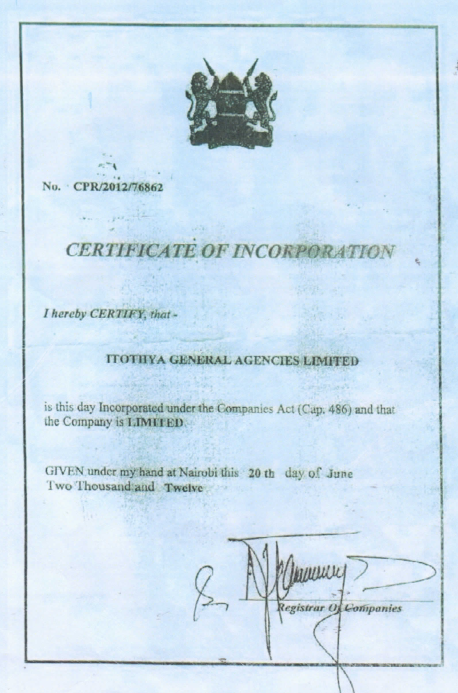 No. CPR/2012/76862
CERTIFICATE OF INCORPORATION
I hereby CERTIFY, that -
ITOTHYA GENERAL AGENCIES LIMITED
is this day Incorporated under the Companies Act (Cap. 486) and that
the Company is LIMITED
GIVEN under my hand at Nairobi this 20 th day of June
Two Thousand and Twelve
Registrar Of Companies